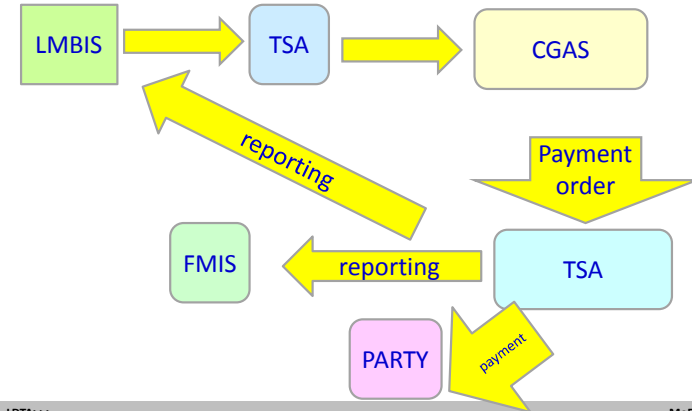 LMBIS
TSA
CGAS
reporting
Payment
order
FMIS
reporting
TSA
PARTY
payment